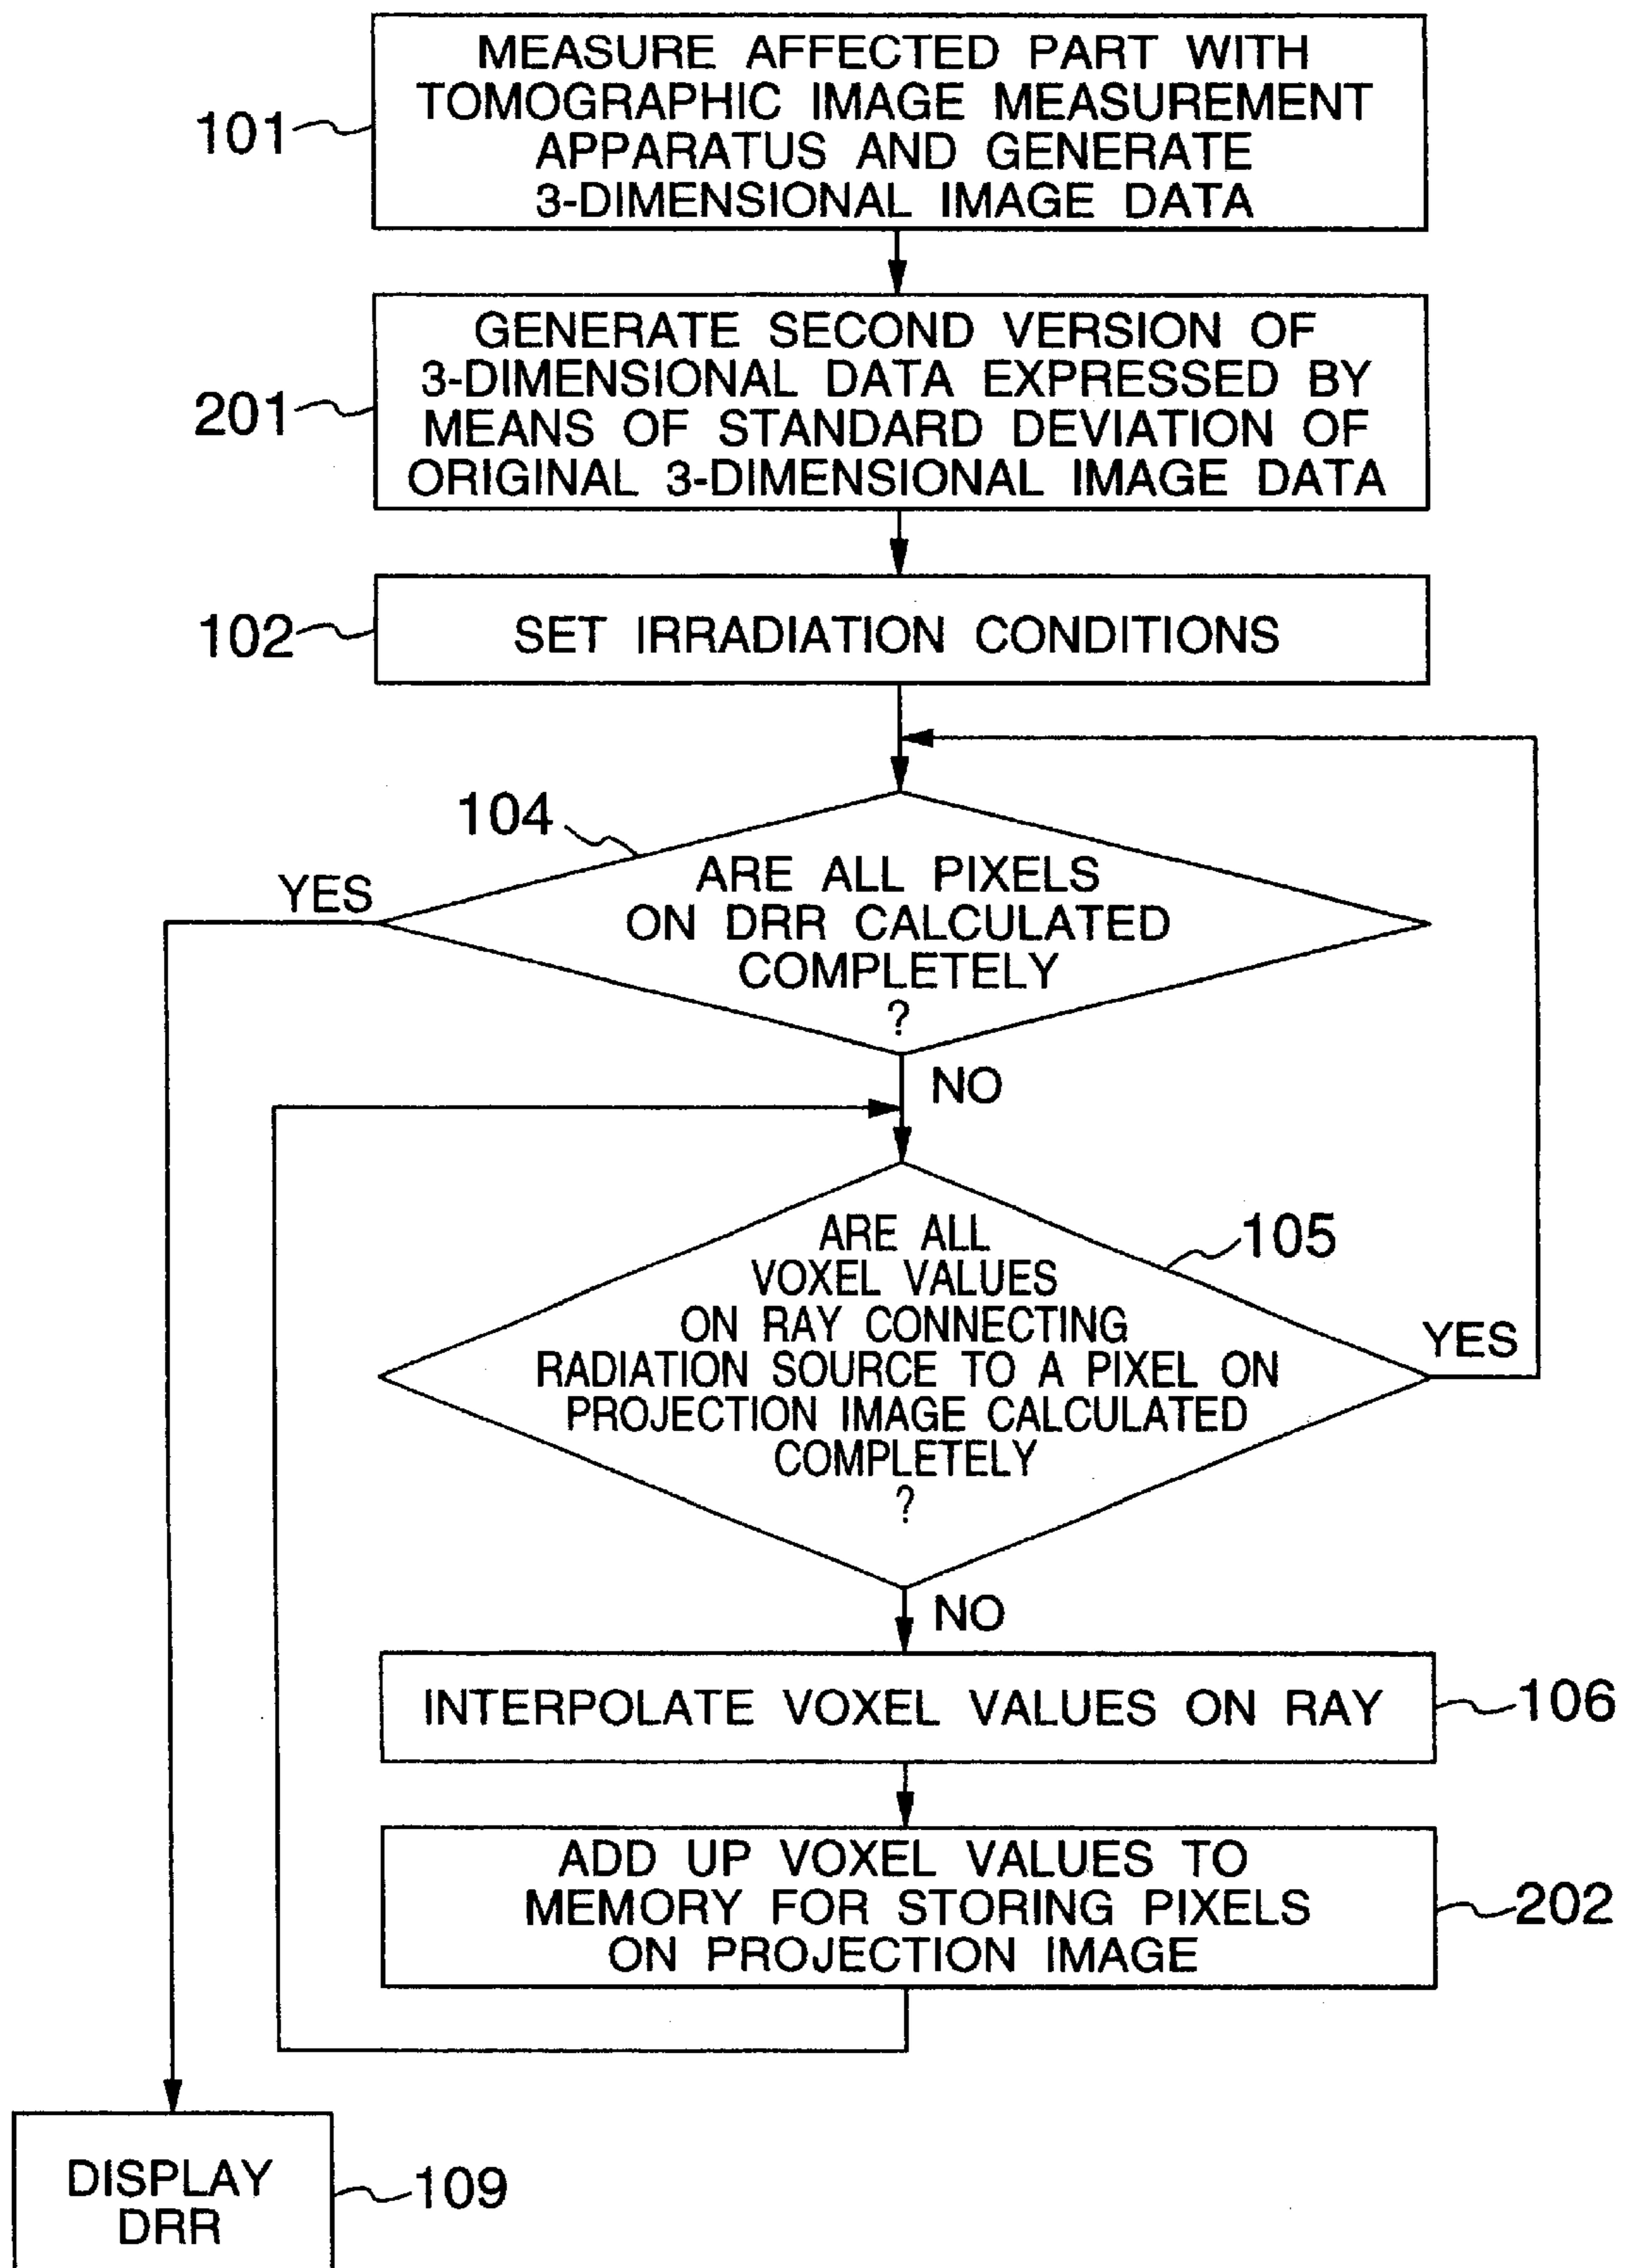 MEASURE AFFECTED PART WITH
TOMOGRAPHIC IMAGE MEASUREMENT
APPARATUS AND GENERATE
3-DIMENSIONAL IMAGE DATA
101
GENERATE SECOND VERSION OF
3-DIMENSIONAL DATA EXPRESSED BY
MEANS OF STANDARD DEVIATION OF
ORIGINAL 3-DIMENSIONAL IMAGE DATA
201
SET IRRADIATION CONDITIONS
102
104
YES
ARE ALL PIXELS
ON DRR CALCULATED
COMPLETELY
?
NO
ARE ALL
VOXEL VALUES
ON RAY CONNECTING
RADIATION SOURCE TO A PIXEL ON
PROJECTION IMAGE CALCULATED
COMPLETELY
?
105
YES
NO
INTERPOLATE VOXEL VALUES ON RAY
106
ADD UP VOXEL VALUES TO
MEMORY FOR STORING PIXELS
ON PROJECTION IMAGE
202
DISPLAY
DRR
109